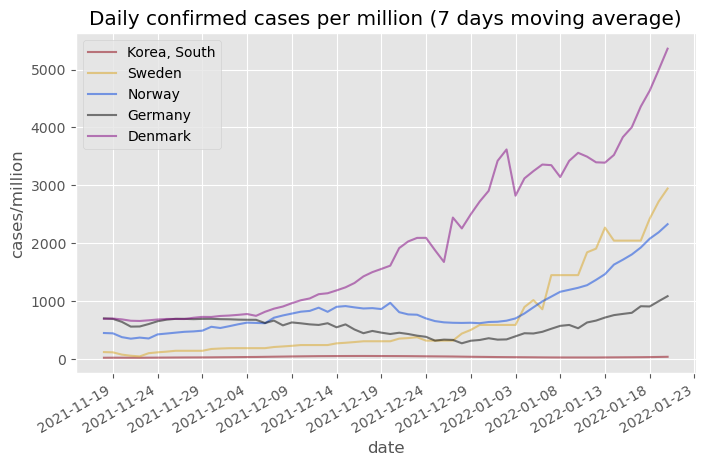 Daily confirmed cases per million (7 days moving average)
Korea, South
Sweden
Norway
Germany
Denmark
cases/million
5000
4000
3000
2000
1000
0
2021-11-19
2021-11-24
2021-11-29
2021-12-04
2021-12-09
2021-12-14
2021-12-19
2021-12-24
2021-12-29
2022-01-03
2022-01-08
2022-01-13
2022-01-18
2022-01-23
date